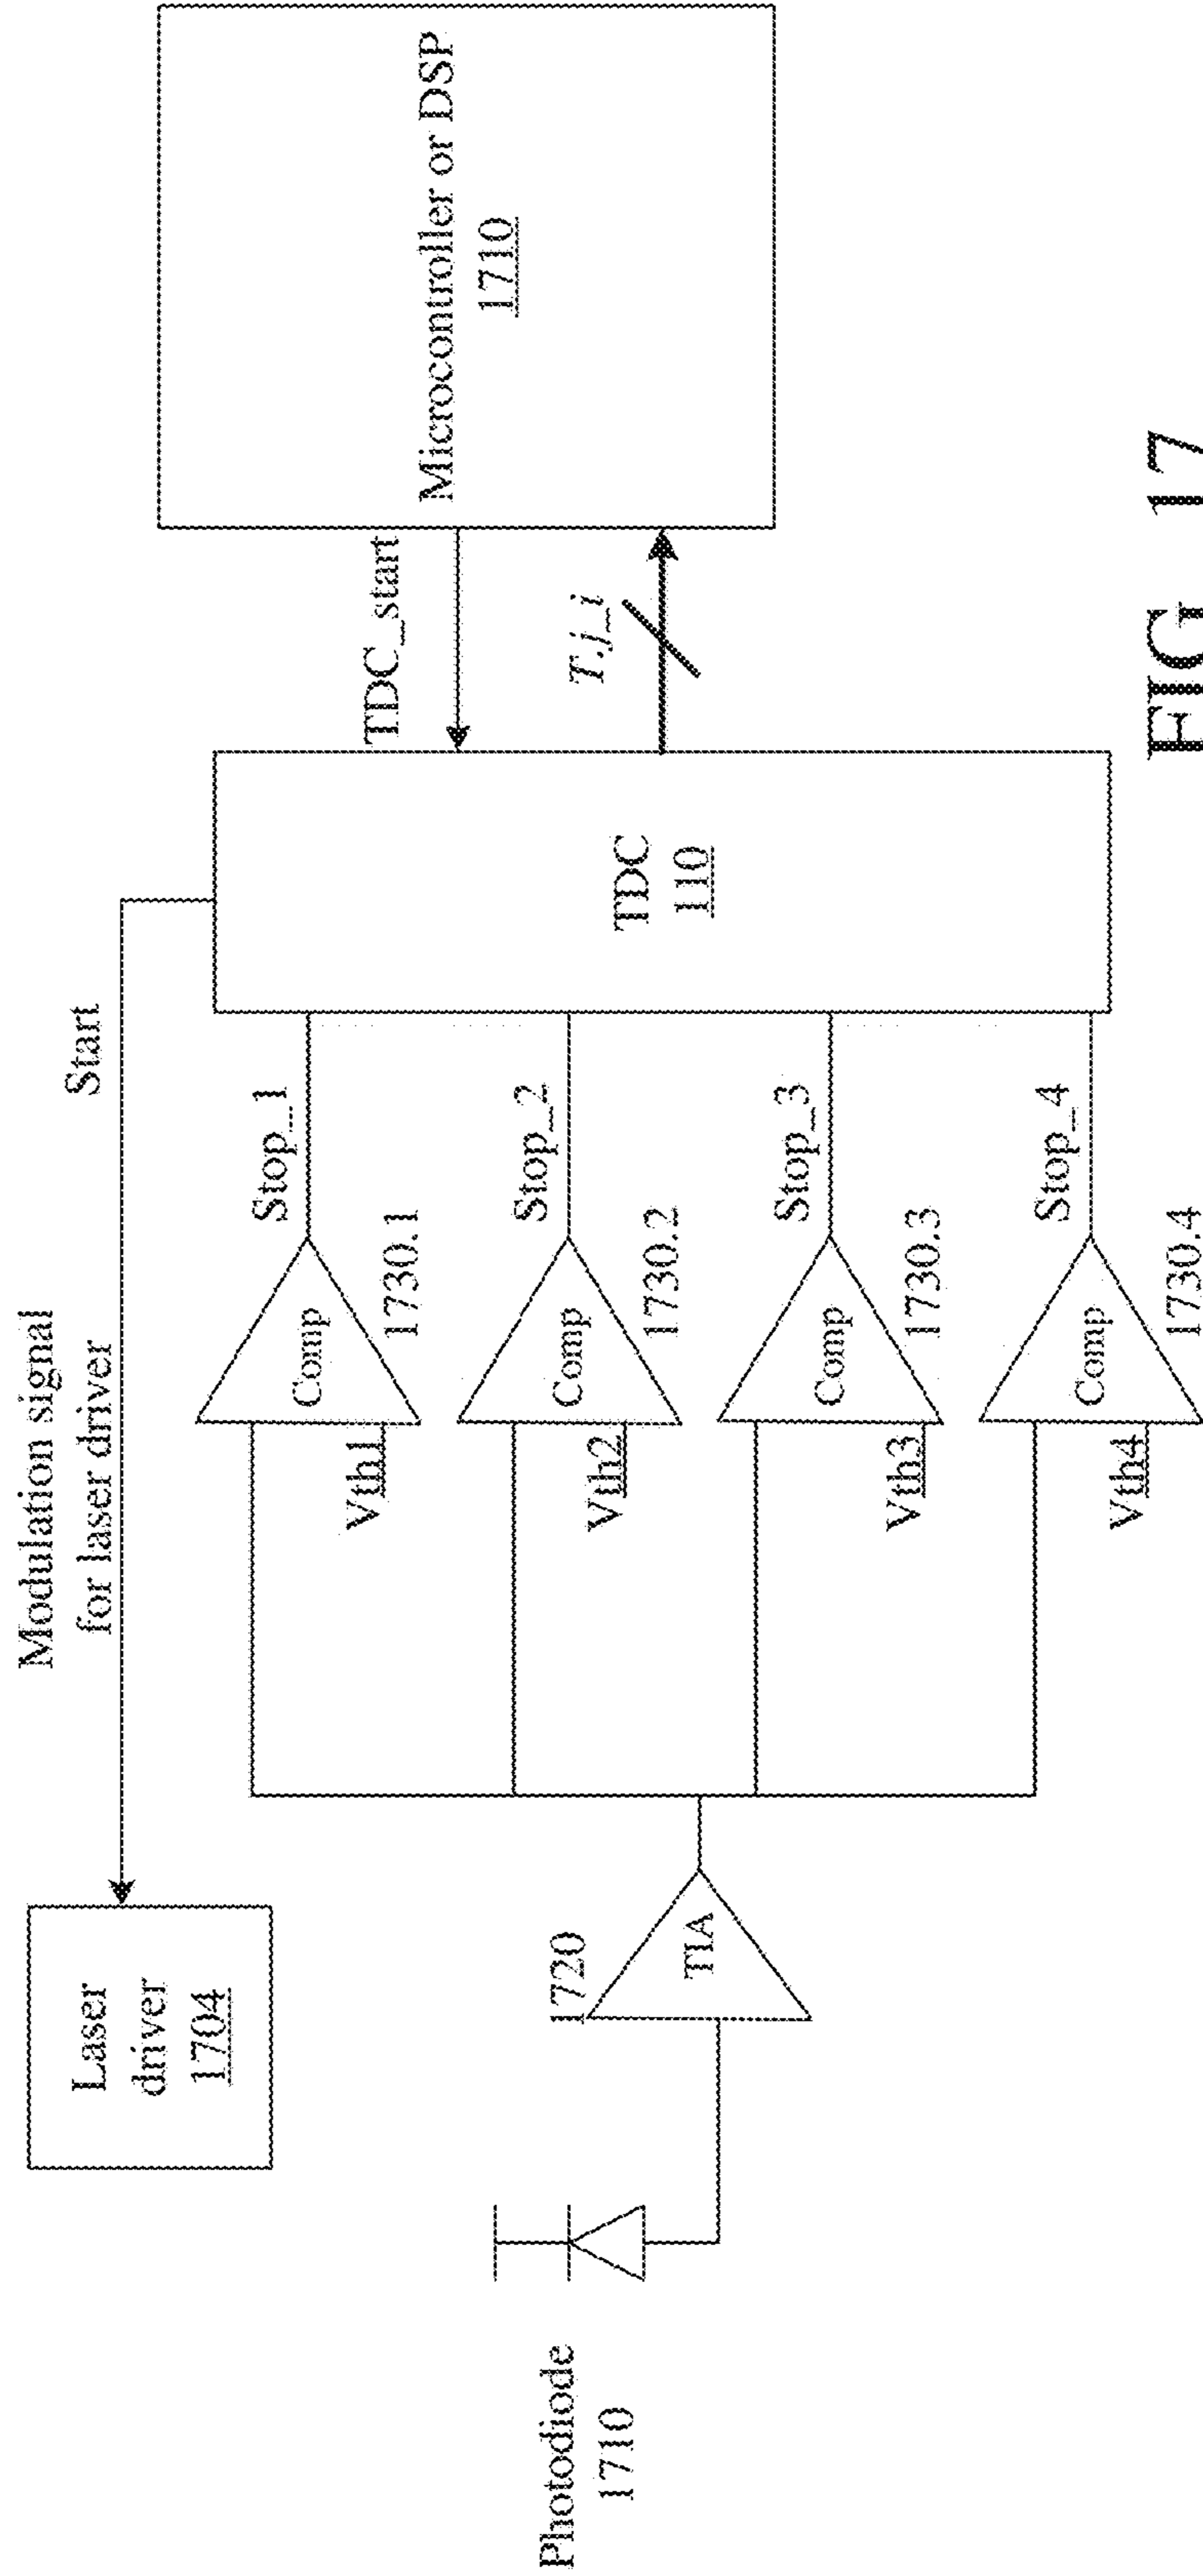 Modulation signal
for laser driver
Start
Laser
driver
1704
Photodiode
1710
1720
TIA
Vth1
Comp
1730.1
Stop_1
Vth2
Comp
1730.2
Stop_2
Vth3
Comp
1730.3
Stop_3
Vth4
Comp
1730.4
Stop_4
TDC
110
TDC_start
T.j_i
Microcontroller or DSP
1710
FIG. 17